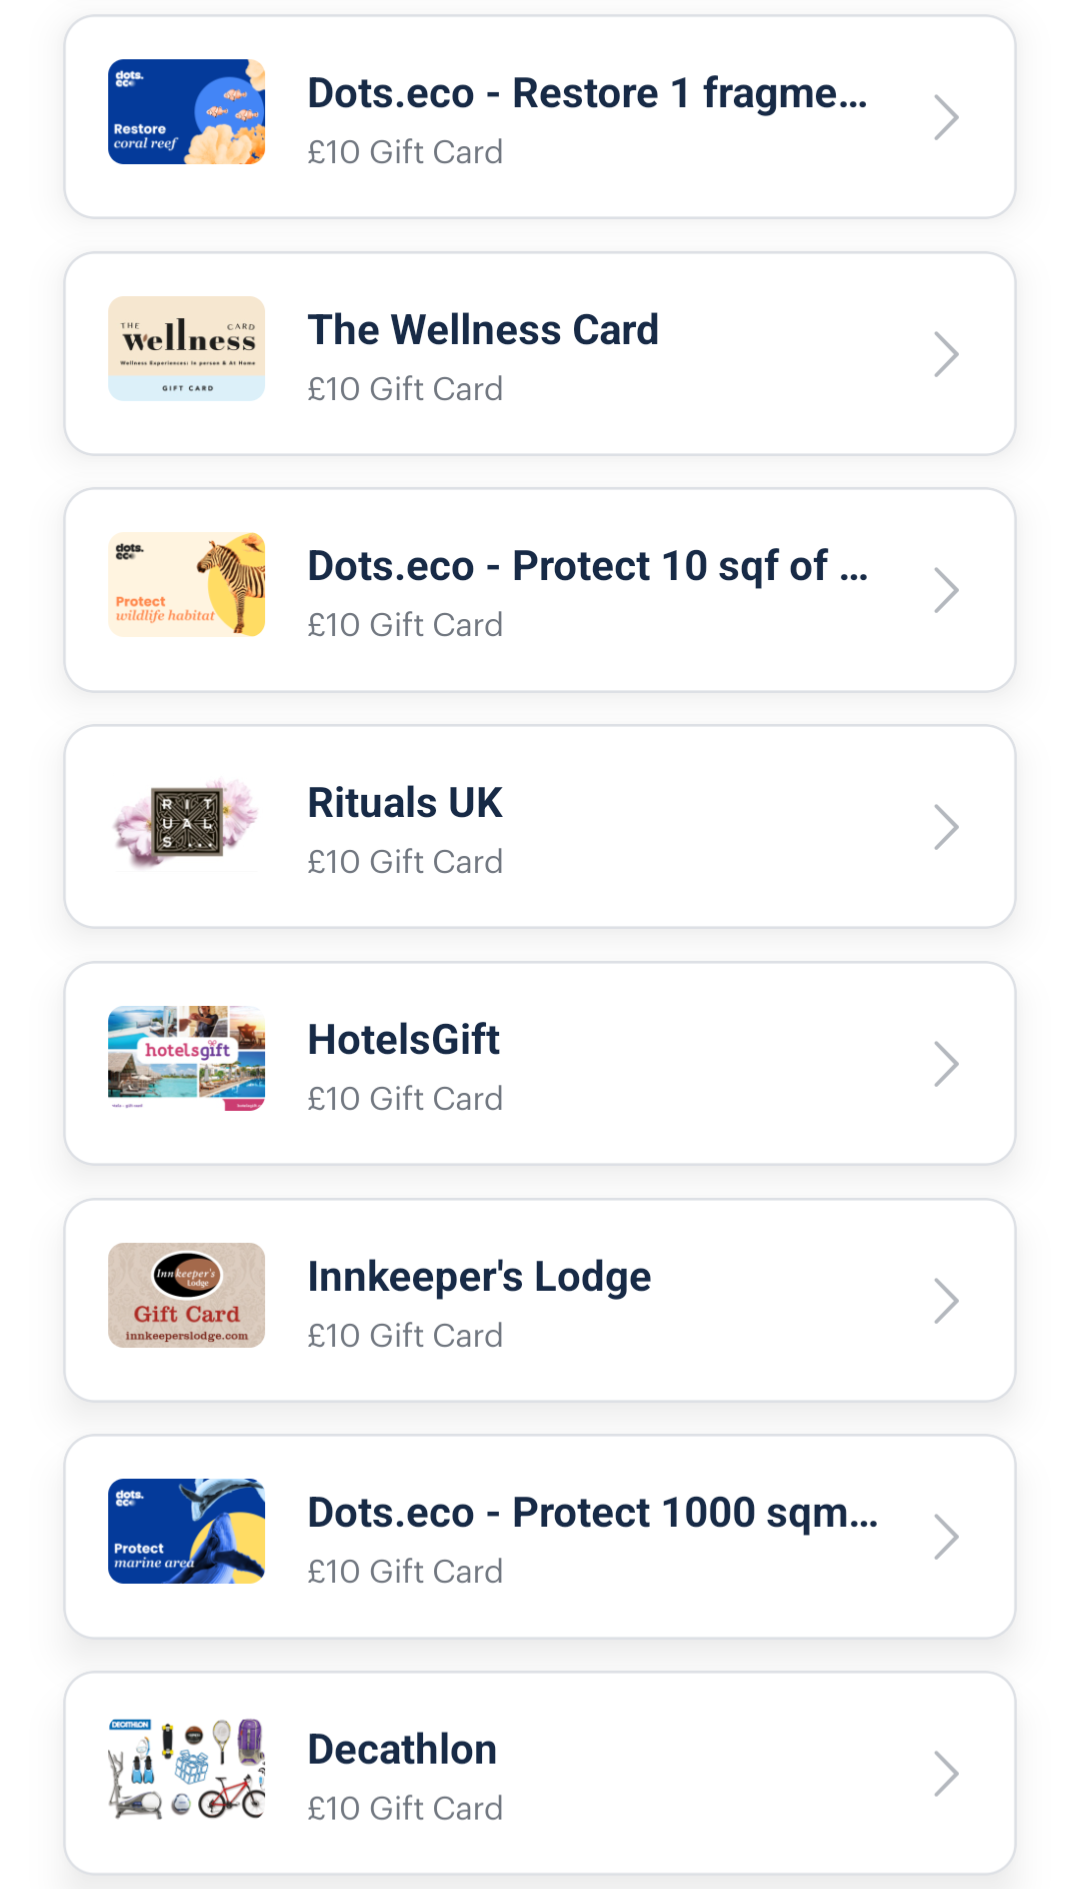 dots.
eco
Restore
coral reef
Dots.eco - Restore 1 fragme...
£10 Gift Card
THE CARD
wellness
Wellness Experiences: In person & At Home
GIFT CARD
The Wellness Card
£10 Gift Card
dots.
eco
Protect
wildlife habitat
Dots.eco - Protect 10 sqf of ...
£10 Gift Card
RIT
UAL
S...
Rituals UK
£10 Gift Card
hotelsgift
HotelsGift
£10 Gift Card
Innkeeper's
Lodge
Gift Card
innkeeperslodge.com
Innkeeper's Lodge
£10 Gift Card
dots.
eco
Protect
marine area
Dots.eco - Protect 1000 sqm...
£10 Gift Card
DECATHLON
Decathlon
£10 Gift Card